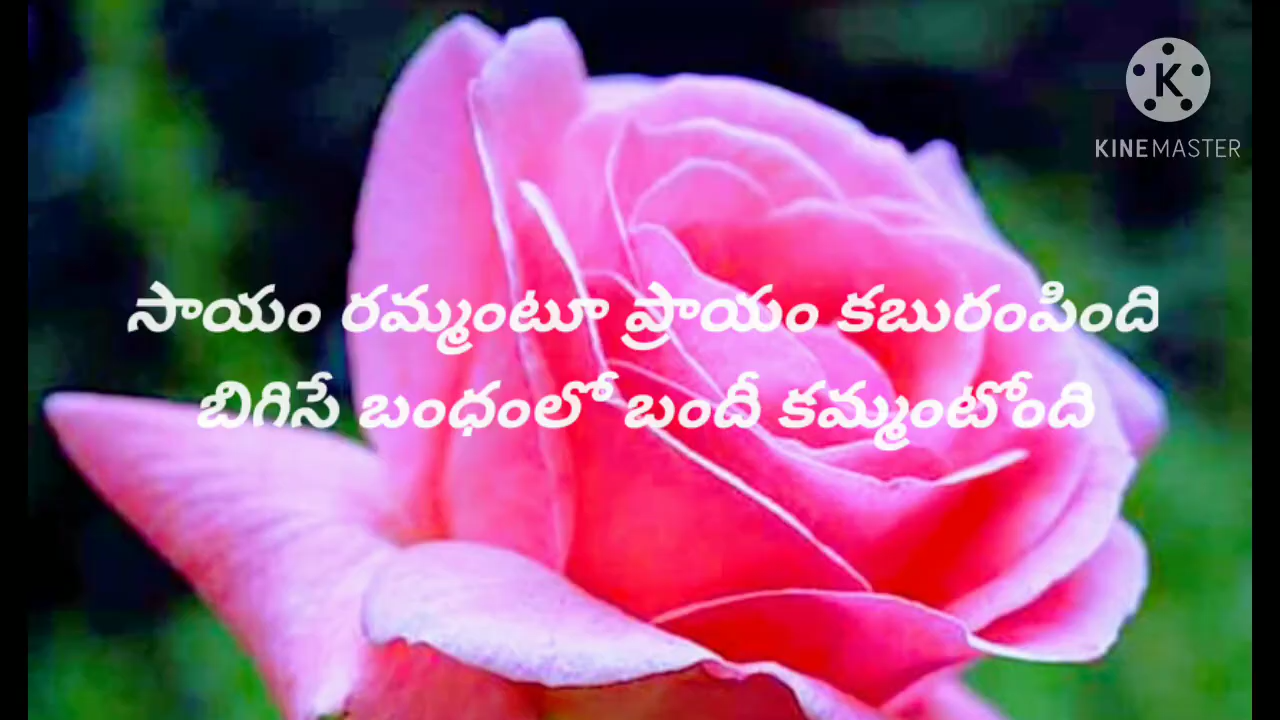 KINEMASTER
సాయం రమ్మంటూ ప్రాయం కబురంపింది
బిగిసే బంధంలో బందీ కమ్మంటోంది